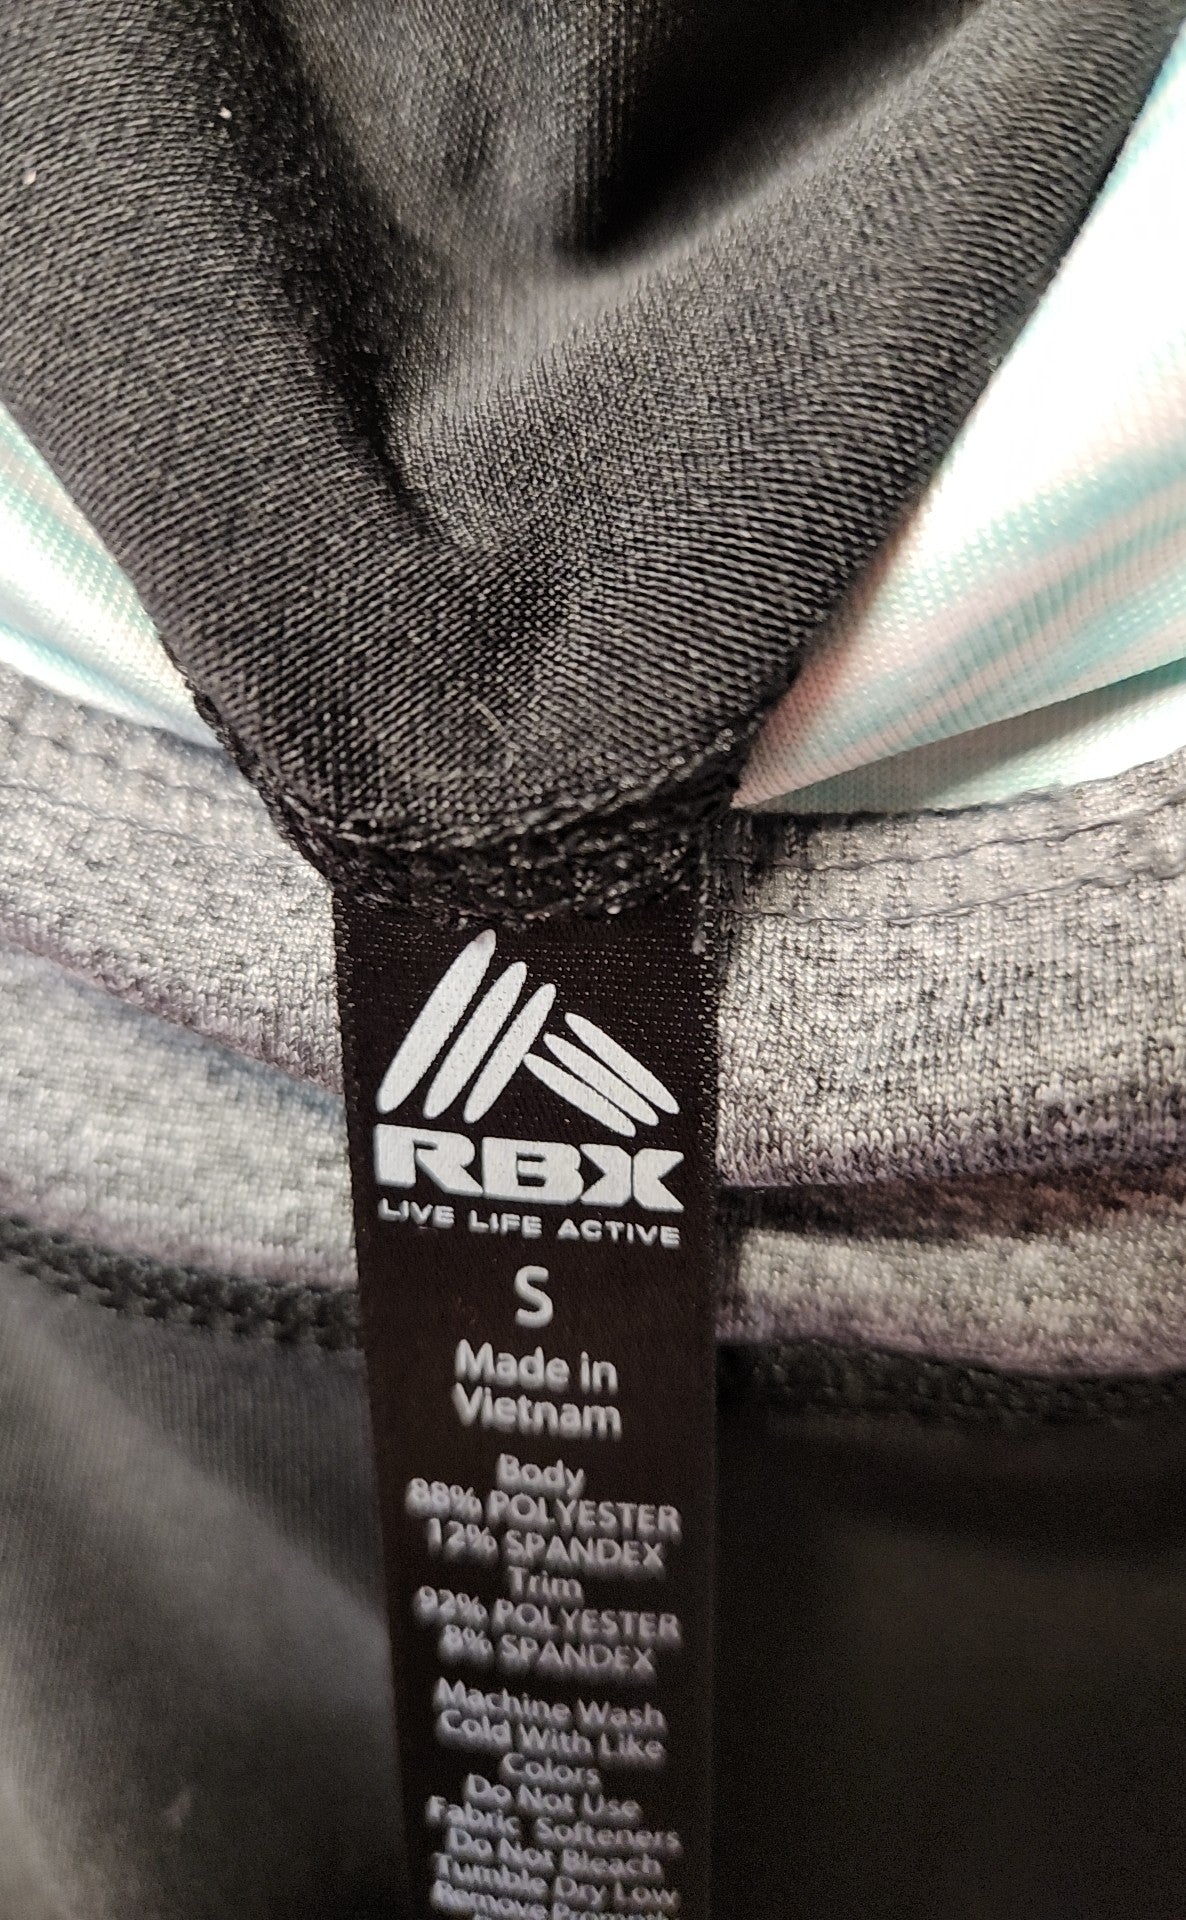 RBX
LIVE LIFE ACTIVE
S
Made in
Vietnam
Body
88% POLYESTER
12% SPANDEX
Trim
92% POLYESTER
8% SPANDEX
Machine Wash
Cold With Like
Colors
Do Not Use
Fabric Softeners
Do Not Bleach
Tumble Dry Low
Remove